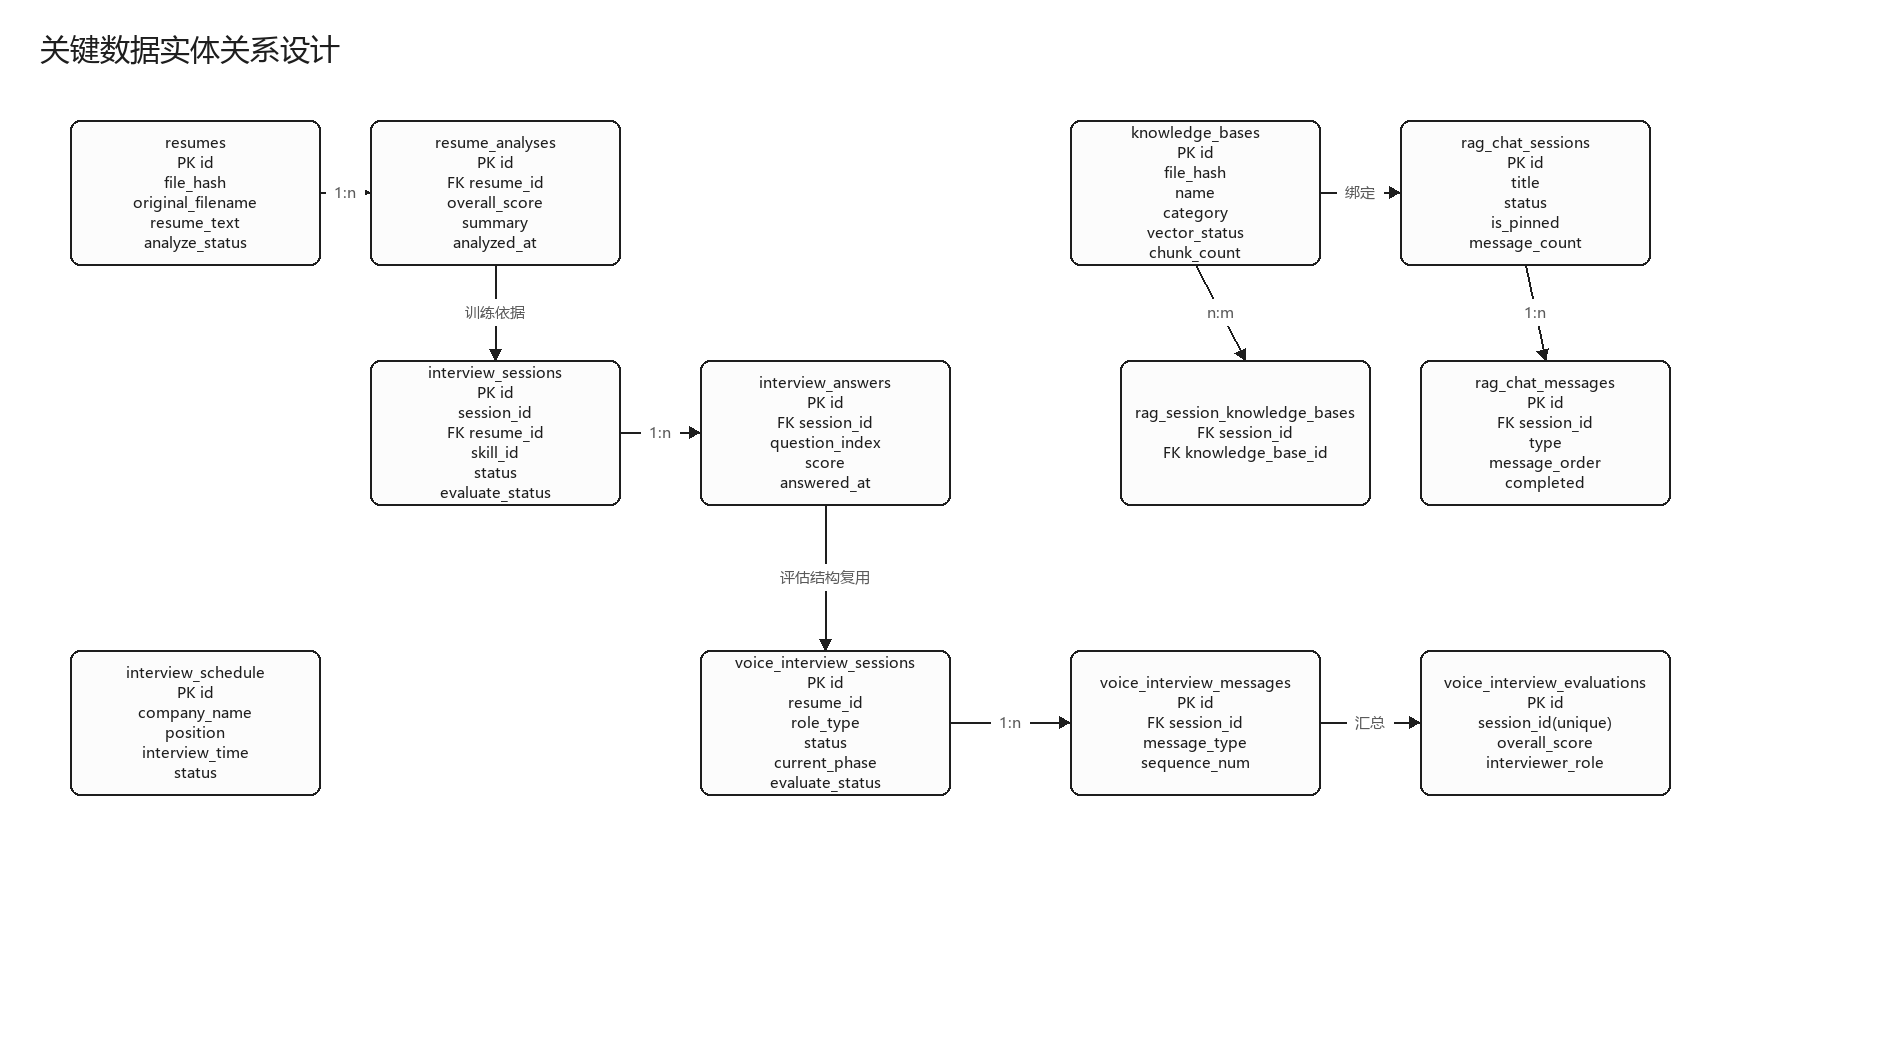 关键数据实体关系设计
resumes
PK id
file_hash
original_filename
resume_text
analyze_status
1:n
resume_analyses
PK id
FK resume_id
overall_score
summary
analyzed_at
knowledge_bases
PK id
file_hash
name
category
vector_status
chunk_count
绑定
rag_chat_sessions
PK id
title
status
is_pinned
message_count
训练依据
n:m
1:n
interview_sessions
PK id
session_id
FK resume_id
skill_id
status
evaluate_status
1:n
interview_answers
PK id
FK session_id
question_index
score
answered_at
rag_session_knowledge_bases
FK session_id
FK knowledge_base_id
rag_chat_messages
PK id
FK session_id
type
message_order
completed
评估结构复用
interview_schedule
PK id
company_name
position
interview_time
status
voice_interview_sessions
PK id
resume_id
role_type
status
current_phase
evaluate_status
1:n
voice_interview_messages
PK id
FK session_id
message_type
sequence_num
汇总
voice_interview_evaluations
PK id
session_id(unique)
overall_score
interviewer_role